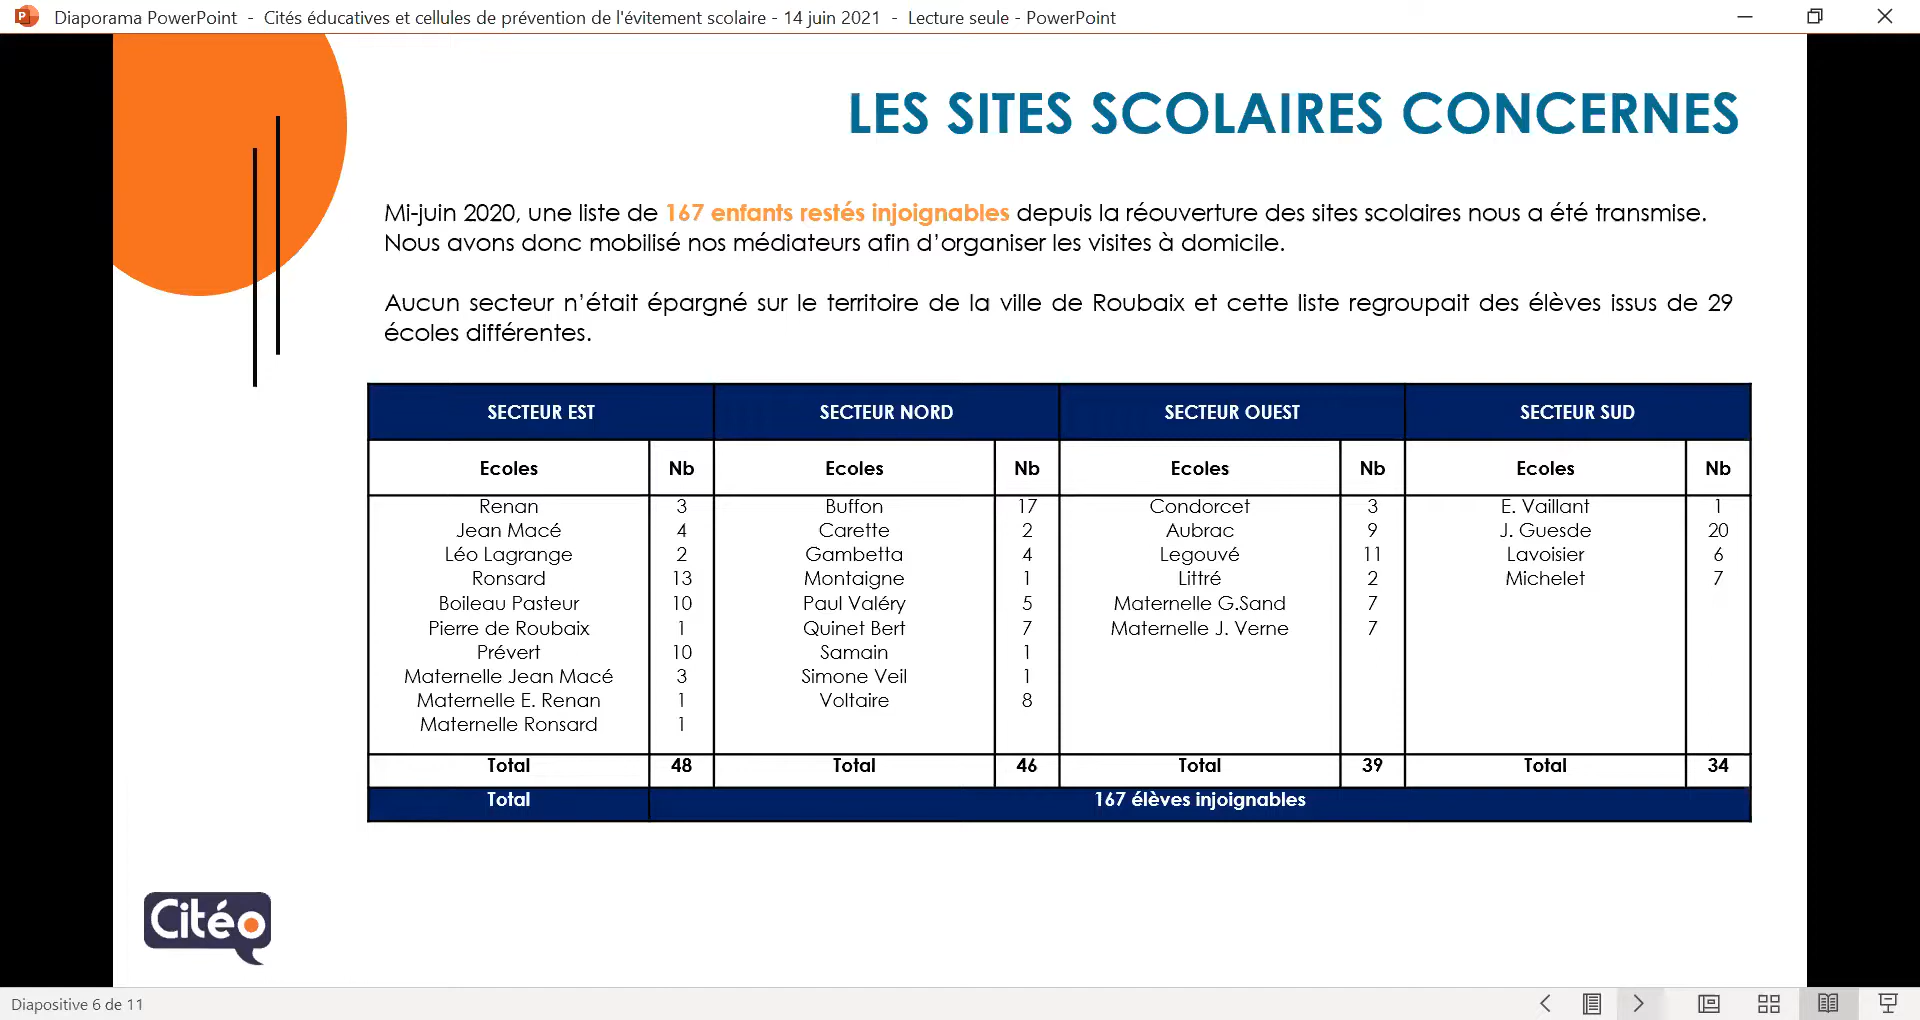 Diaporama PowerPoint - Cités éducatives et cellules de prévention de l'évitement scolaire - 14 juin 2021 - Lecture seule - PowerPoint
LES SITES SCOLAIRES CONCERNES
Mi-juin 2020, une liste de 167 enfants restés injoignables depuis la réouverture des sites scolaires nous a été transmise.
Nous avons donc mobilisé nos médiateurs afin d’organiser les visites à domicile.
Aucun secteur n’était épargné sur le territoire de la ville de Roubaix et cette liste regroupait des élèves issus de 29
écoles différentes.
SECTEUR EST SECTEUR NORD SECTEUR OUEST SECTEUR SUD
Ecoles Nb Ecoles Nb Ecoles Nb Ecoles Nb
Renan 3 Buffon 17 Condorcet 3 E. Vaillant 1
Jean Macé 4 Carette 2 Aubrac 9 J. Guesde 20
Léo Lagrange 2 Gambetta 4 Legouvé 11 Lavoisier 6
Ronsard 13 Montaigne 1 Littré 2 Michelet 7
Boileau Pasteur 10 Paul Valéry 5 Maternelle G.Sand 7
Pierre de Roubaix 1 Quinet Bert 7 Maternelle J. Verne 7
Prévert 10 Samain 1
Maternelle Jean Macé 3 Simone Veil 1
Maternelle E. Renan 1 Voltaire 8
Maternelle Ronsard 1
Total 48 Total 46 Total 39 Total 34
Total 167 élèves injoignables
Citéo
Diapositive 6 de 11